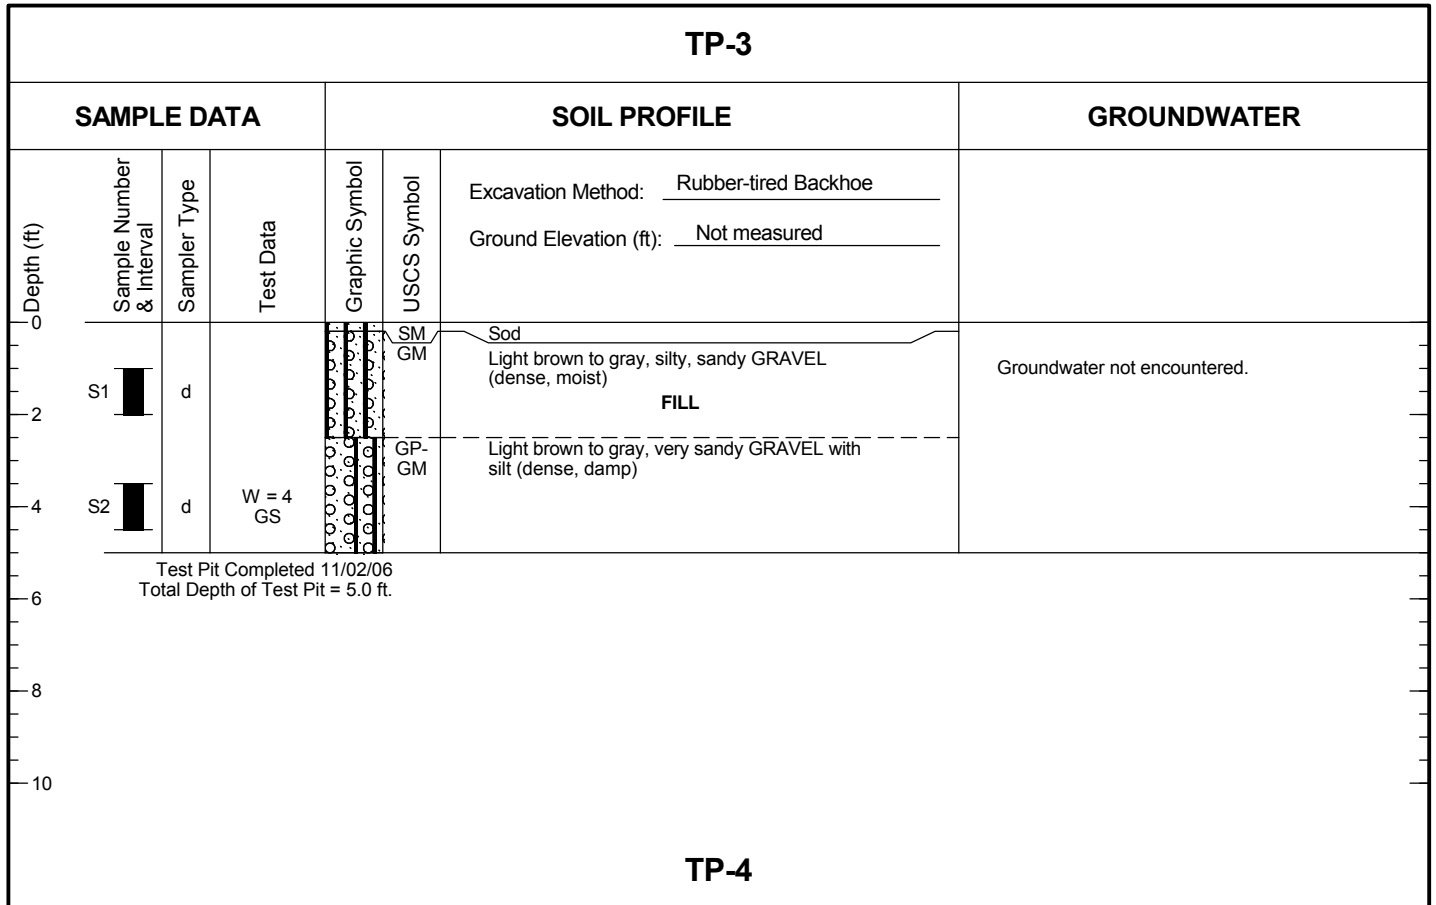 TP-3
SAMPLE DATA
SOIL PROFILE
GROUNDWATER
Depth (ft)
Sample Number
& Interval
Sampler Type
Test Data
Graphic Symbol
USCS Symbol
Excavation Method: Rubber-tired Backhoe
Ground Elevation (ft): Not measured
0
SM
Sod
GM
Light brown to gray, silty, sandy GRAVEL
(dense, moist)
Groundwater not encountered.
S1
d
FILL
2
GP-
GM
Light brown to gray, very sandy GRAVEL with
silt (dense, damp)
4
S2
d
W = 4
GS
Test Pit Completed 11/02/06
Total Depth of Test Pit = 5.0 ft.
6
8
10
TP-4